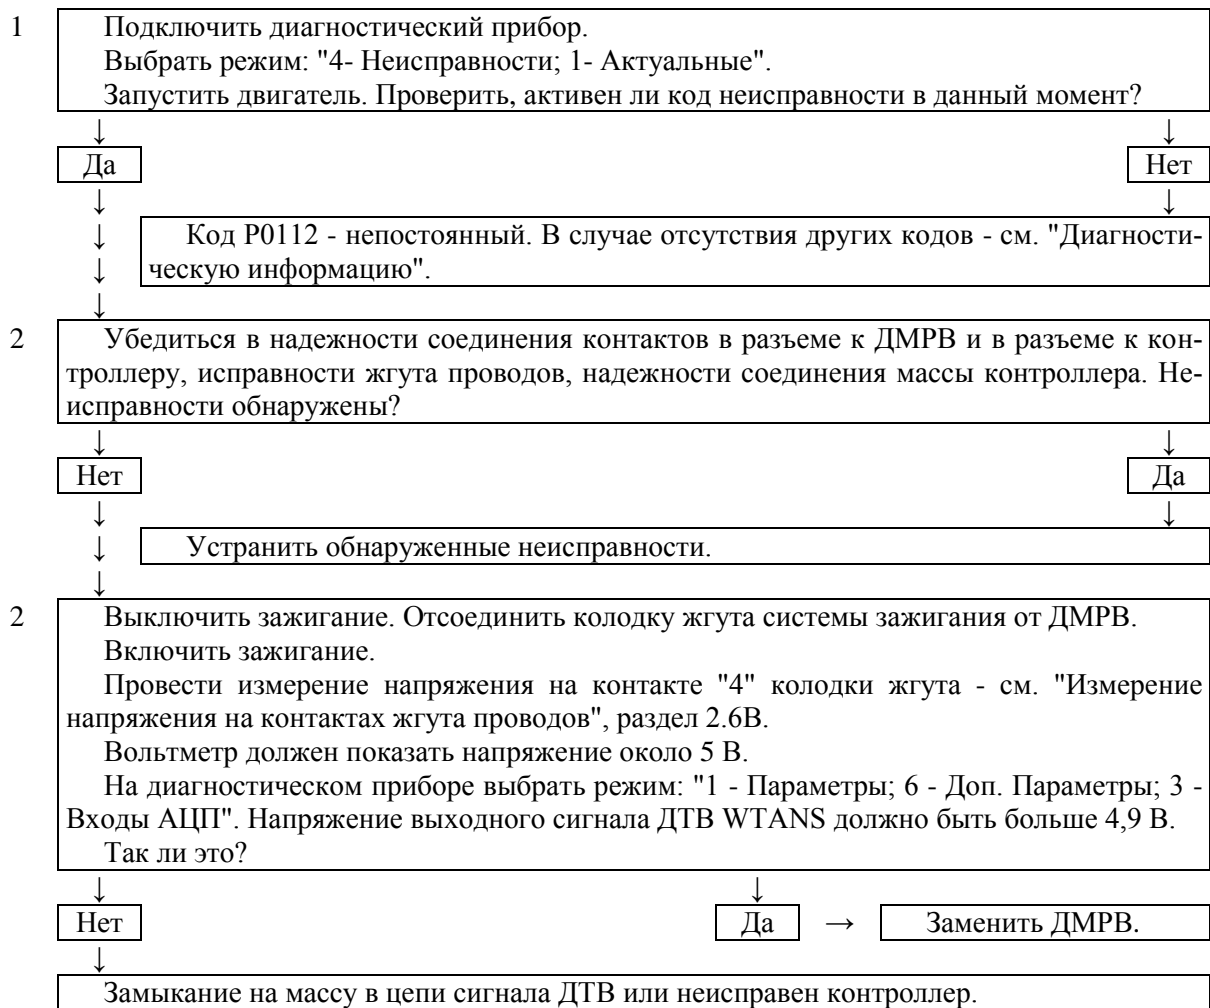 1 Подключить диагностический прибор.
Выбрать режим: "4- Неисправности; 1- Актуальные".
Запустить двигатель. Проверить, активен ли код неисправности в данный момент?
↓ ↓
Да Нет
↓ ↓
↓ Код Р0112 - непостоянный. В случае отсутствия других кодов - см. "Диагности-
↓ ческую информацию".
↓
2 Убедиться в надежности соединения контактов в разъеме к ДМРВ и в разъеме к кон-
троллеру, исправности жгута проводов, надежности соединения массы контроллера. Не-
исправности обнаружены?
↓ ↓
Нет Да
↓ ↓
↓ Устранить обнаруженные неисправности.
↓
2 Выключить зажигание. Отсоединить колодку жгута системы зажигания от ДМРВ.
Включить зажигание.
Провести измерение напряжения на контакте "4" колодки жгута - см. "Измерение
напряжения на контактах жгута проводов", раздел 2.6В.
Вольтметр должен показать напряжение около 5 В.
На диагностическом приборе выбрать режим: "1 - Параметры; 6 - Доп. Параметры; 3 -
Входы АЦП". Напряжение выходного сигнала ДТВ WTANS должно быть больше 4,9 В.
Так ли это?
↓ ↓
Нет Да → Заменить ДМРВ.
↓
Замыкание на массу в цепи сигнала ДТВ или неисправен контроллер.